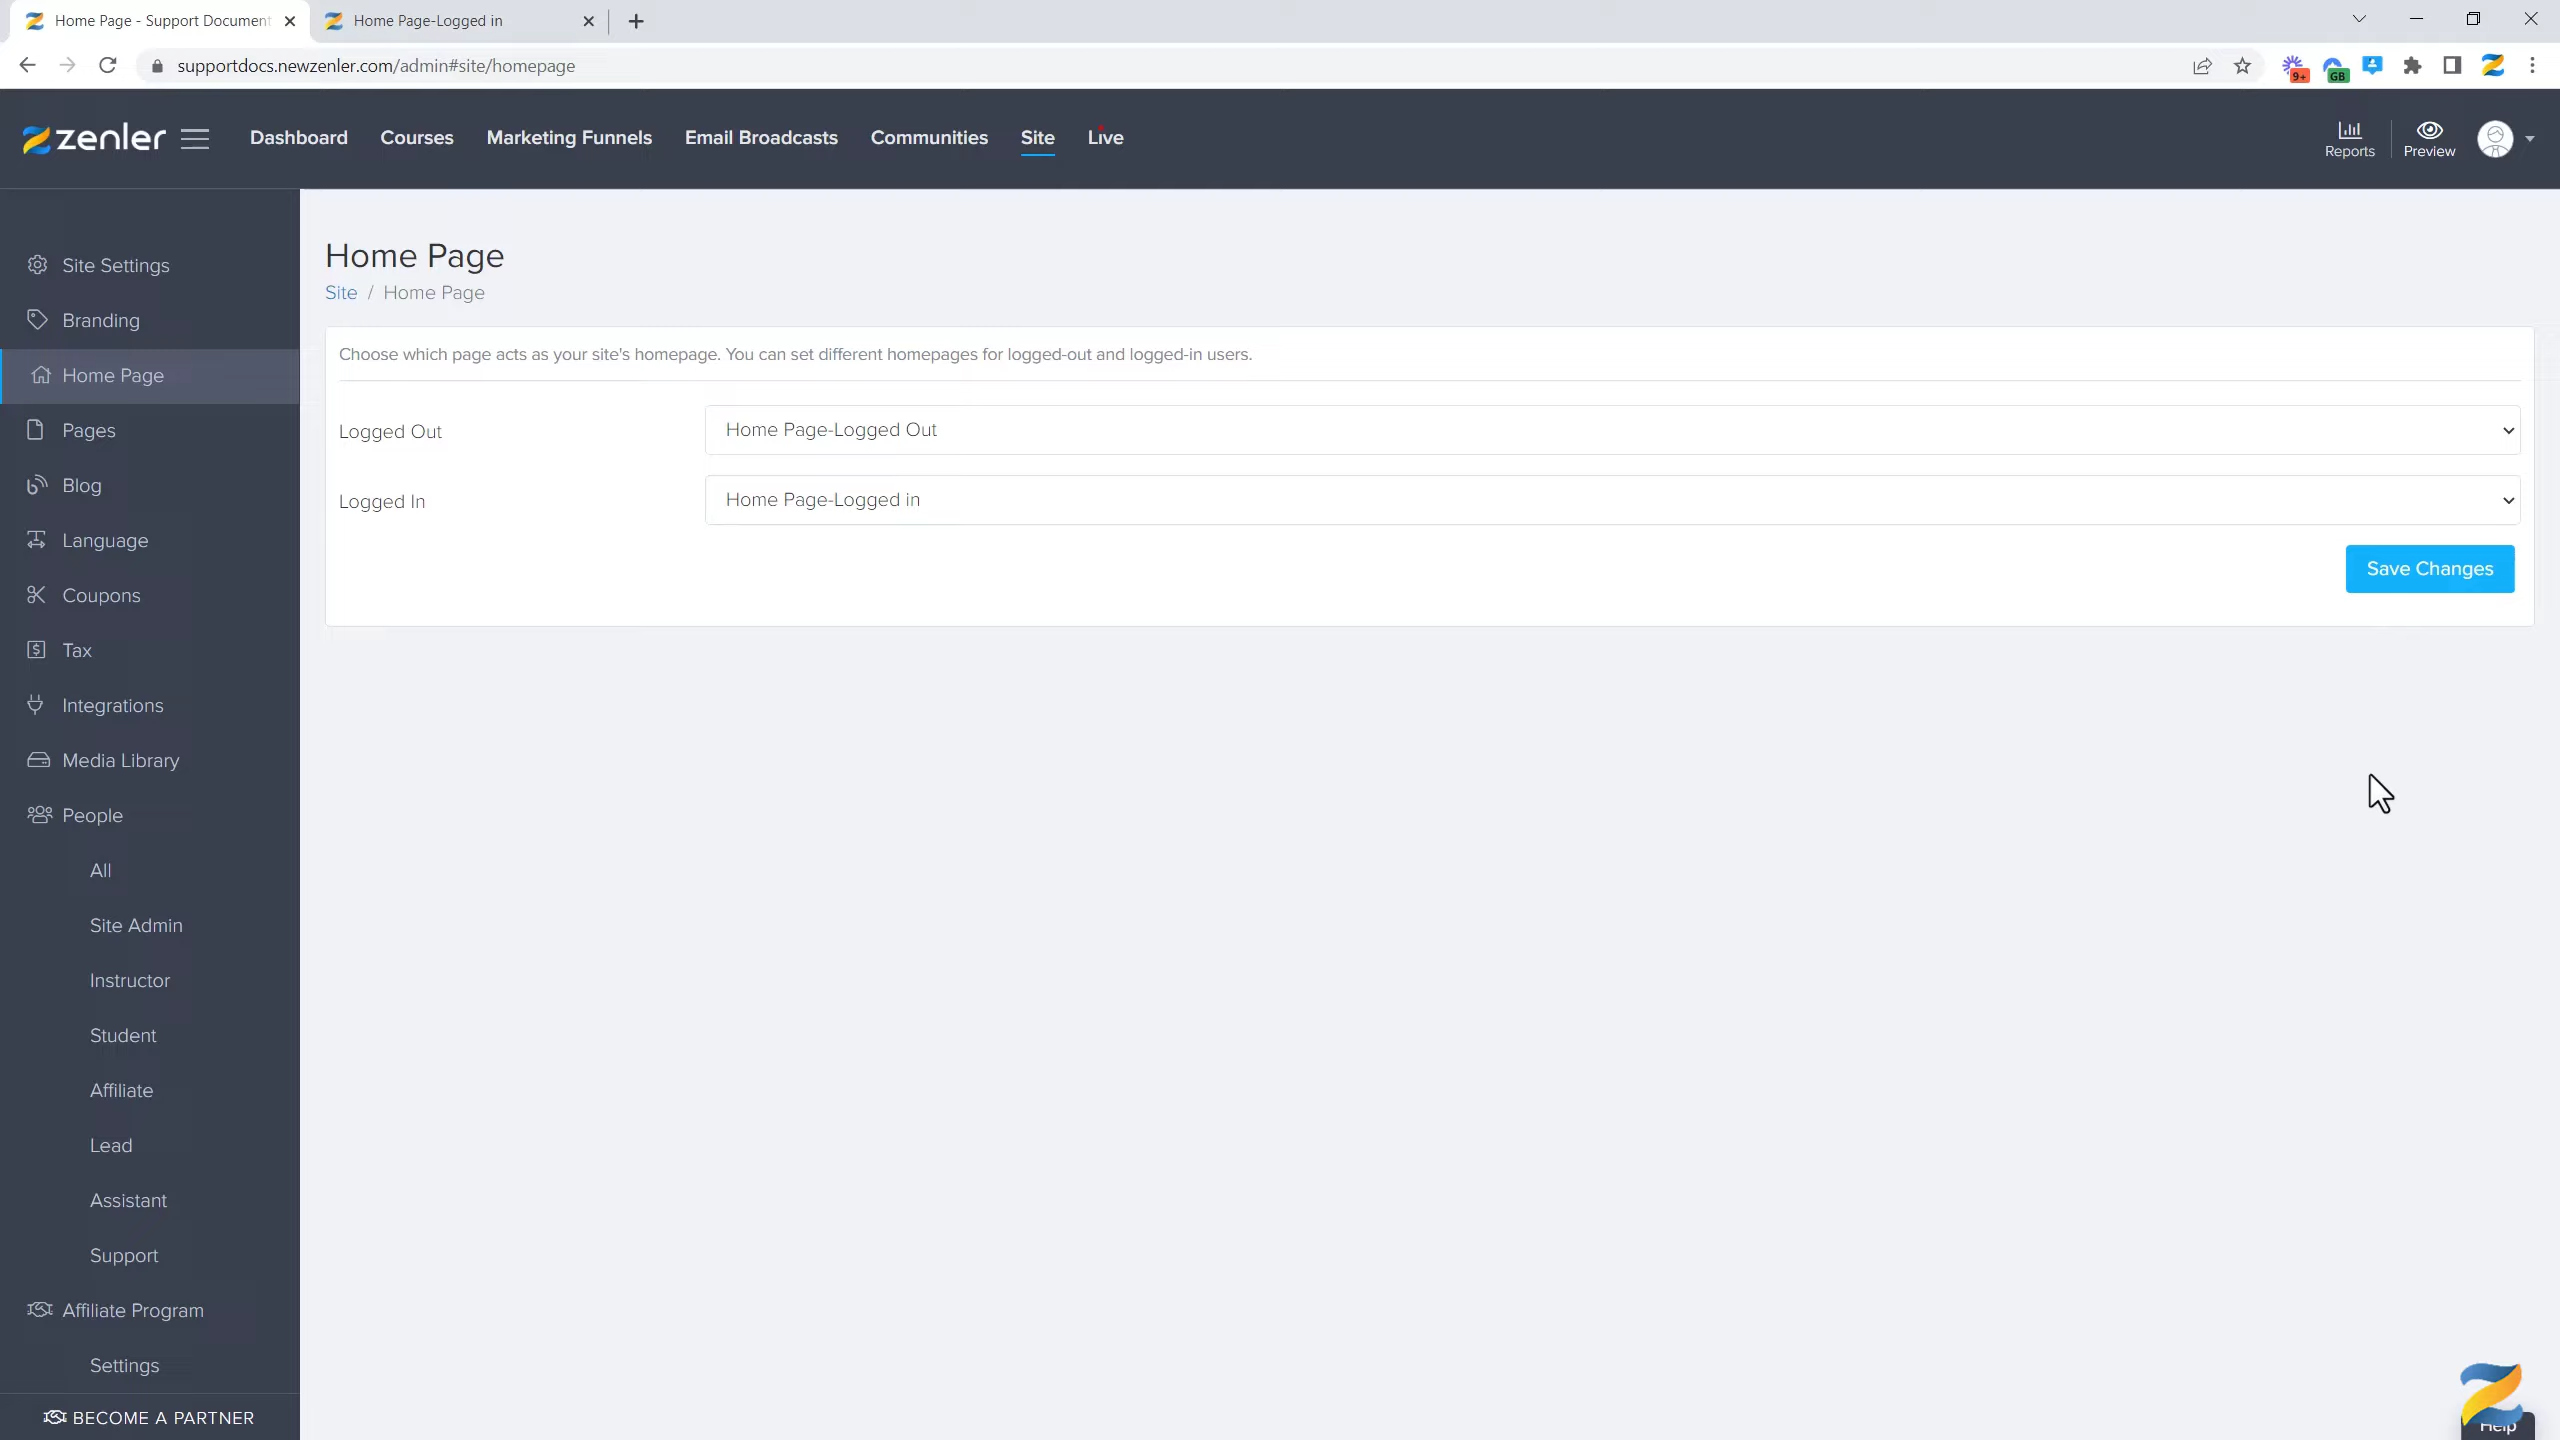 Home Page - Support Document
Home Page-Logged in
supportdocs.newzenler.com/admin#site/homepage
9+
GB
zenler
Dashboard
Courses
Marketing Funnels
Email Broadcasts
Communities
Site
Live
Reports
Preview
Site Settings
Branding
Home Page
Pages
Blog
Language
Coupons
Tax
Integrations
Media Library
People
All
Site Admin
Instructor
Student
Affiliate
Lead
Assistant
Support
Affiliate Program
Settings
BECOME A PARTNER
Home Page
Site / Home Page
Choose which page acts as your site's homepage. You can set different homepages for logged-out and logged-in users.
Logged Out
Home Page-Logged Out
Logged In
Home Page-Logged in
Save Changes
Help